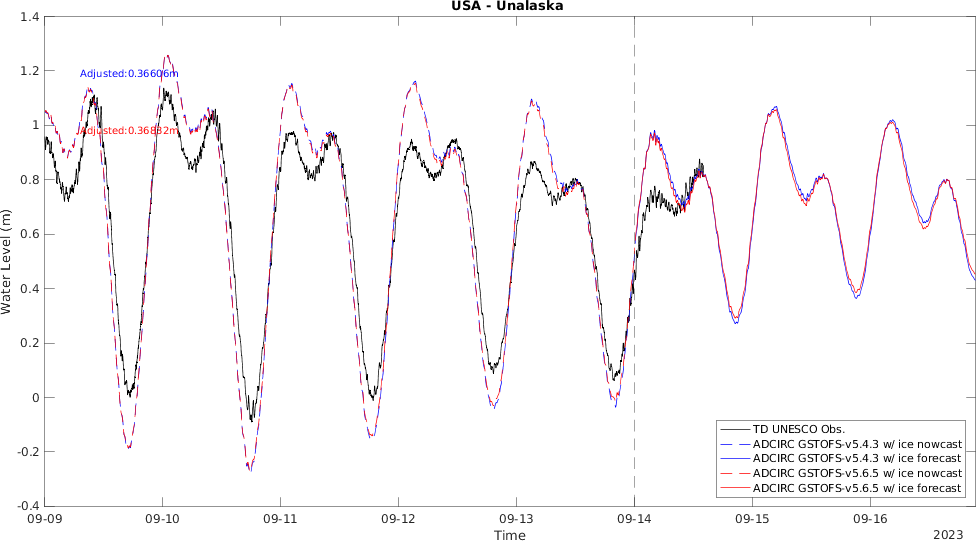 USA - Unalaska
1.4
1.2
1
0.8
0.6
0.4
0.2
0
-0.2
-0.4
Water Level (m)
Adjusted:0.36606m
Adjusted:0.36832m
TD UNESCO Obs.
ADCIRC GSTOFS-v5.4.3 w/ ice nowcast
ADCIRC GSTOFS-v5.4.3 w/ ice forecast
ADCIRC GSTOFS-v5.6.5 w/ ice nowcast
ADCIRC GSTOFS-v5.6.5 w/ ice forecast
09-09 09-10 09-11 09-12 09-13 09-14 09-15 09-16
Time
2023